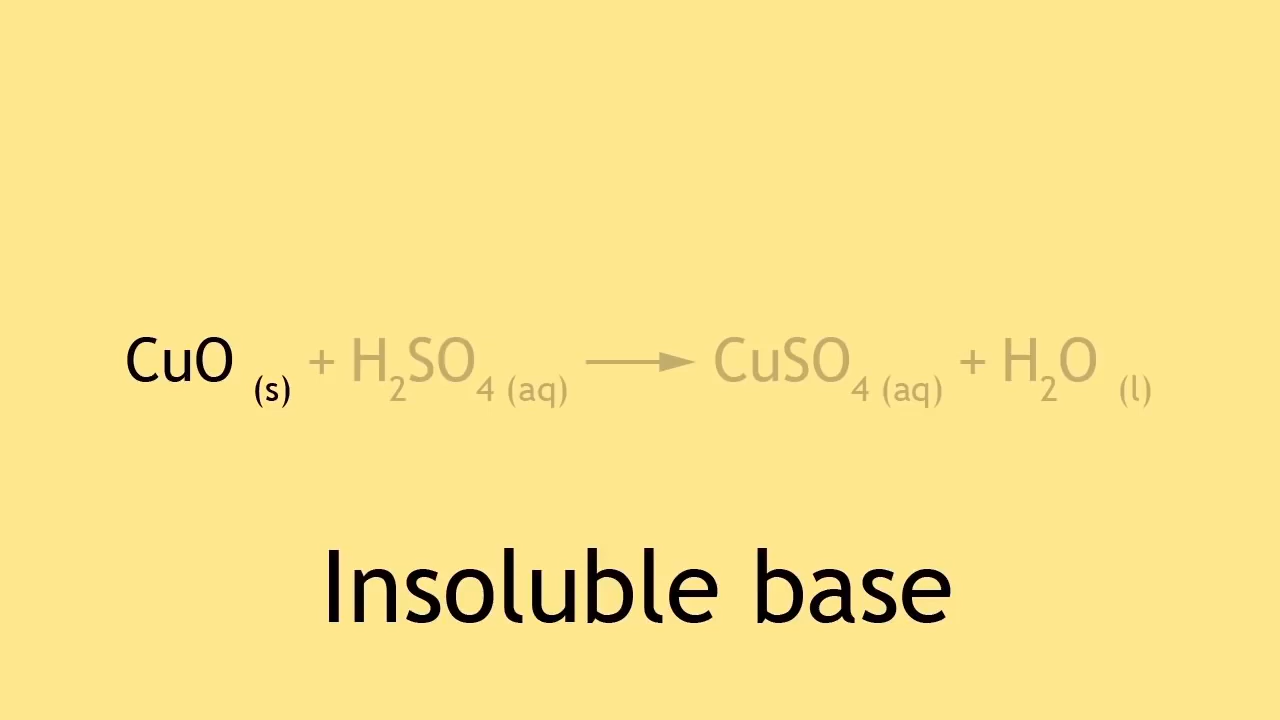 CuO (s) + H₂SO₄ (aq) ⟶ CuSO₄ (aq) + H₂O (l)
Insoluble base